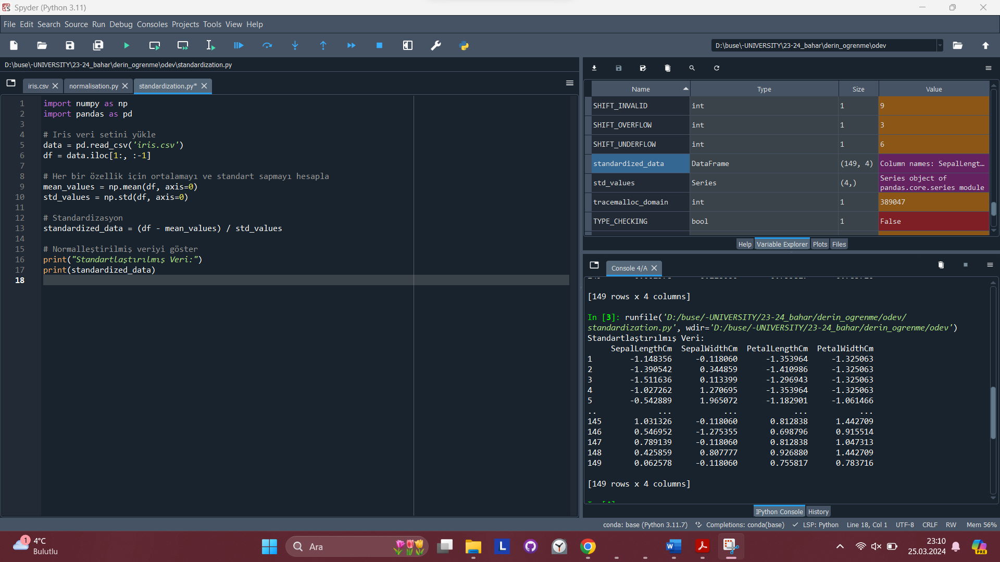 Spyder (Python 3.11)
File Edit Search Source Run Debug Consoles Projects Tools View Help
D:\buse\-UNIVERSITY\23-24_bahar\derin_ogrenme\odev
D:\buse\-UNIVERSITY\23-24_bahar\derin_ogrenme\odev\standardization.py
iris.csv normalisation.py standardization.py*
1 import numpy as np
2 import pandas as pd
3
4 # Iris veri setini yükle
5 data = pd.read_csv('iris.csv')
6 df = data.iloc[1:, :-1]
7
8 # Her bir özellik için ortalamayı ve standart sapmayı hesapla
9 mean_values = np.mean(df, axis=0)
10 std_values = np.std(df, axis=0)
11
12 # Standardizasyon
13 standardized_data = (df - mean_values) / std_values
14
15 # Normalleştirilmiş veriyi göster
16 print("Standartlaştırılmış Veri:")
17 print(standardized_data)
18
Name Type Size Value
SHIFT_INVALID int 1 9
SHIFT_OVERFLOW int 1 3
SHIFT_UNDERFLOW int 1 6
standardized_data DataFrame (149, 4) Column names: SepalLengt…
std_values Series (4,) Series object of
pandas.core.series module
tracemalloc_domain int 1 389047
TYPE_CHECKING bool 1 False
Help Variable Explorer Plots Files
Console 4/A
[149 rows x 4 columns]
In [3]: runfile('D:/buse/-UNIVERSITY/23-24_bahar/derin_ogrenme/odev/
standardization.py', wdir='D:/buse/-UNIVERSITY/23-24_bahar/derin_ogrenme/odev')
Standartlaştırılmış Veri:
SepalLengthCm SepalWidthCm PetalLengthCm PetalWidthCm
1 -1.148356 -0.118060 -1.353964 -1.325063
2 -1.390542 0.344859 -1.410986 -1.325063
3 -1.511636 0.113399 -1.296943 -1.325063
4 -1.027262 1.270695 -1.353964 -1.325063
5 -0.542889 1.965072 -1.182901 -1.061466
.. ... ... ... ...
145 1.031326 -0.118060 0.812838 1.442709
146 0.546952 -1.275355 0.698796 0.915514
147 0.789139 -0.118060 0.812838 1.047313
148 0.425859 0.807777 0.926880 1.442709
149 0.062578 -0.118060 0.755817 0.783716
[149 rows x 4 columns]
IPython Console History
conda: base (Python 3.11.7) Completions: conda(base) LSP: Python Line 18, Col 1 UTF-8 CRLF RW Mem 56%
1
4°C
Bulutlu
Ara
L
W
PRE
23:10
25.03.2024